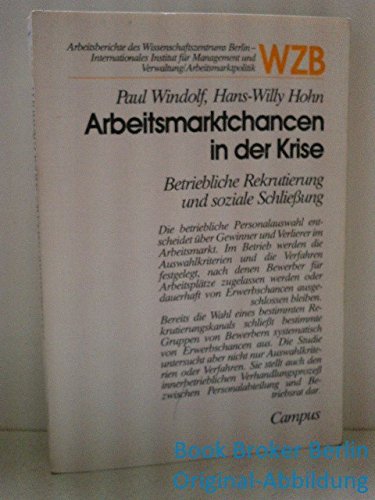 Arbeitsberichte des Wissenschaftszentrums Berlin –
Internationales Institut für Management und
Verwaltung/Arbeitsmarktpolitik
WZB
Paul Windolf, Hans-Willy Hohn
Arbeitsmarktchancen
in der Krise
Betriebliche Rekrutierung
und soziale Schließung
Die betriebliche Personalauswahl ent-
scheidet über Gewinner und Verlierer im
Arbeitsmarkt. Im Betrieb werden die
Auswahlkriterien und die Verfahren
festgelegt, nach denen Bewerber für
Arbeitsplätze zugelassen werden oder
dauerhaft von Erwerbschancen ausge-
schlossen bleiben.
Bereits die Wahl eines bestimmten Re-
krutierungskanals schließt bestimmte
Gruppen von Bewerbern systematisch
von Erwerbschancen aus. Die Studie
untersucht aber nicht nur Auswahlkrite-
rien oder Verfahren. Sie stellt auch den
innerbetrieblichen Verhandlungsprozeß
zwischen Personalabteilung und Be-
triebsrat dar.
Campus
Book Broker Berlin
Original-Abbildung